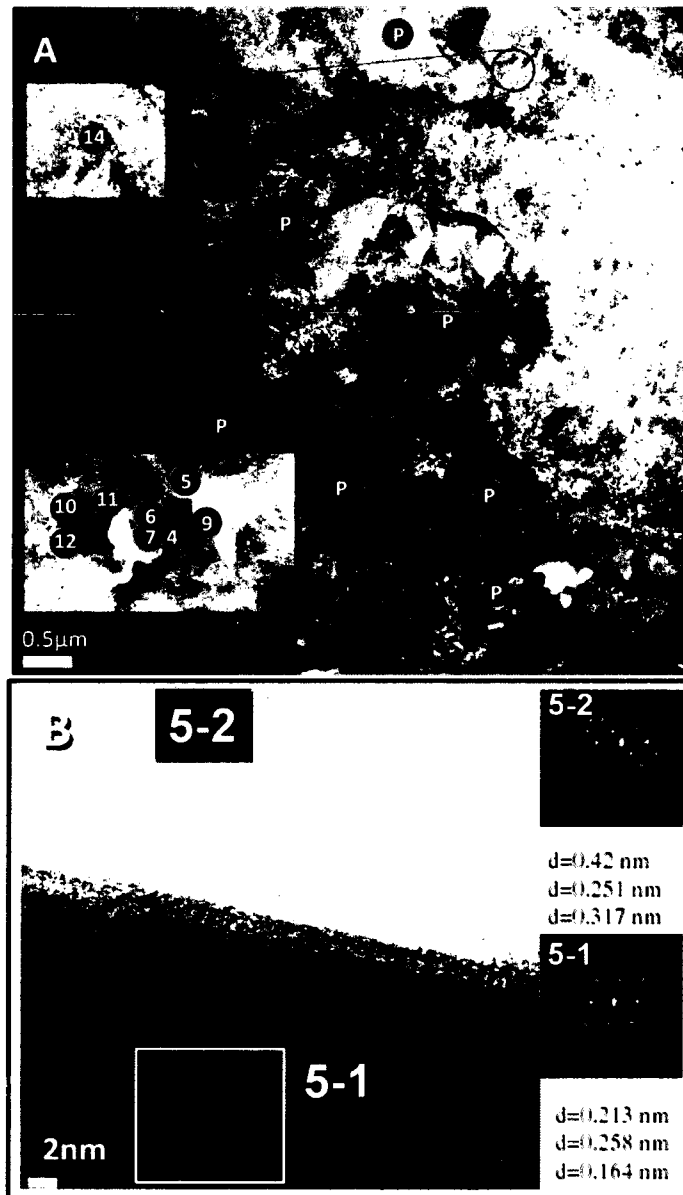 A
P
14
P
P
P
5
10
11
6
9
12
7
4
P
P
P
0.5µm
B
5-2
5-2
d=0.42 nm
d=0.251 nm
d=0.317 nm
5-1
5-1
2nm
d=0.213 nm
d=0.258 nm
d=0.164 nm